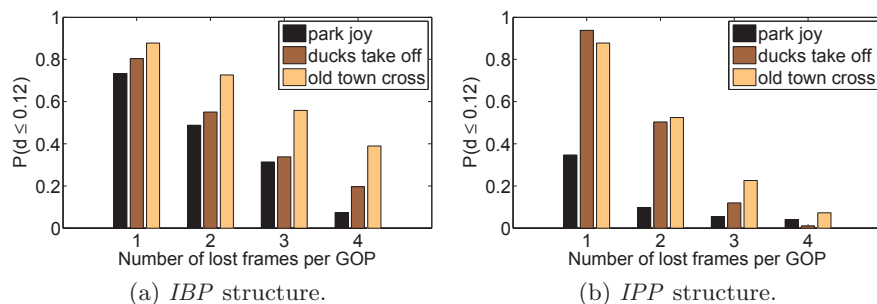 1
0.8
0.6
0.4
0.2
0
P(d ≤ 0.12)
1 2 3 4
Number of lost frames per GOP
park joy
ducks take off
old town cross
(a) IBP structure.
1
0.8
0.6
0.4
0.2
0
P(d ≤ 0.12)
1 2 3 4
Number of lost frames per GOP
park joy
ducks take off
old town cross
(b) IPP structure.